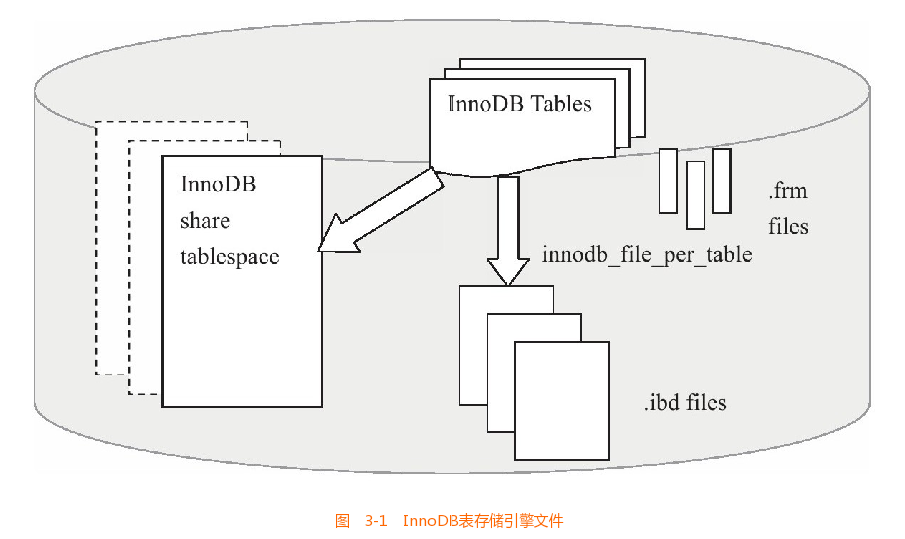 InnoDB Tables
InnoDB
share
tablespace
.frm
files
innodb_file_per_table
.ibd files
图 3-1 InnoDB表存储引擎文件